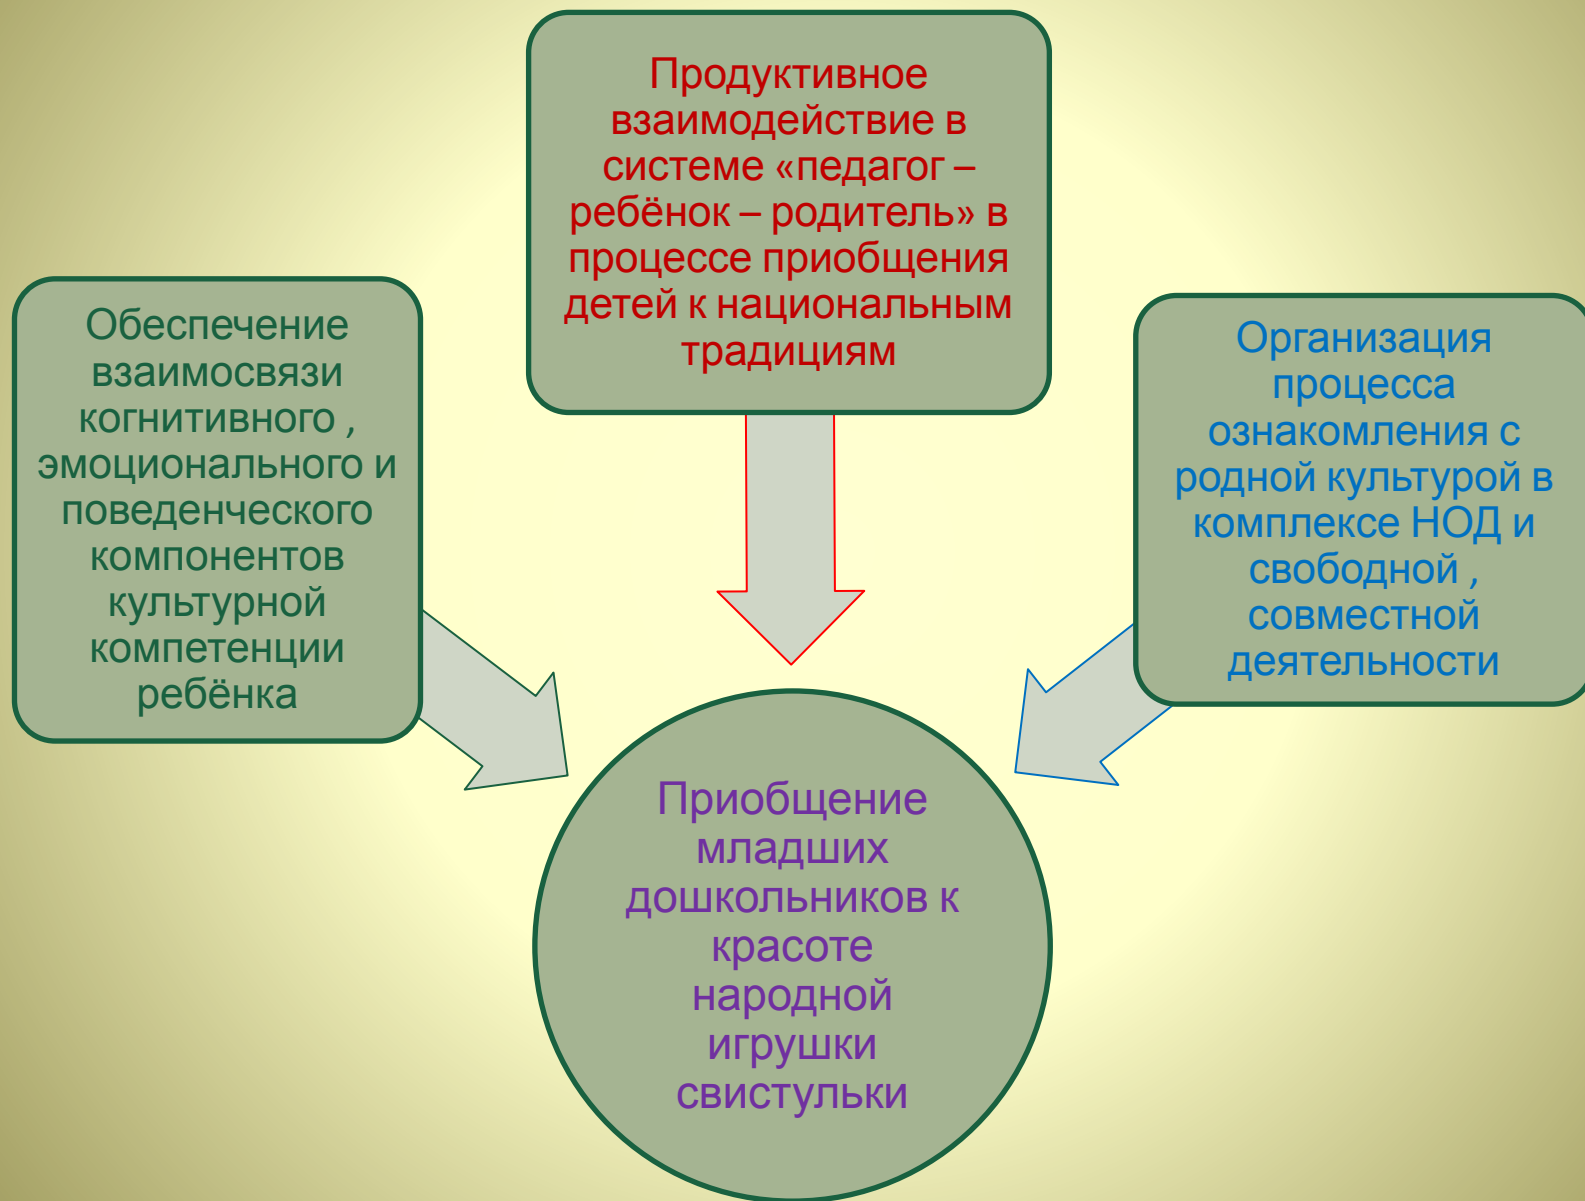 Продуктивное
взаимодействие в
системе «педагог –
ребёнок – родитель» в
процессе приобщения
детей к национальным
традициям
Обеспечение
взаимосвязи
когнитивного ,
эмоционального и
поведенческого
компонентов
культурной
компетенции
ребёнка
Организация
процесса
ознакомления с
родной культурой в
комплексе НОД и
свободной ,
совместной
деятельности
Приобщение
младших
дошкольников к
красоте
народной
игрушки
свистульки